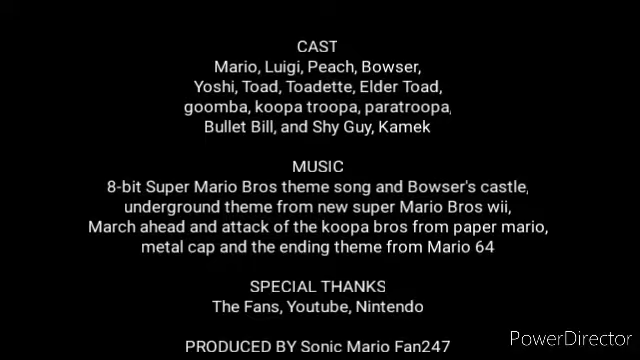 CAST
Mario, Luigi, Peach, Bowser,
Yoshi, Toad, Toadette, Elder Toad,
goomba, koopa troopa, paratroopa,
Bullet Bill, and Shy Guy, Kamek
MUSIC
8-bit Super Mario Bros theme song and Bowser's castle,
underground theme from new super Mario Bros wii,
March ahead and attack of the koopa bros from paper mario,
metal cap and the ending theme from Mario 64
SPECIAL THANKS
The Fans, Youtube, Nintendo
PRODUCED BY Sonic Mario Fan247
PowerDirector